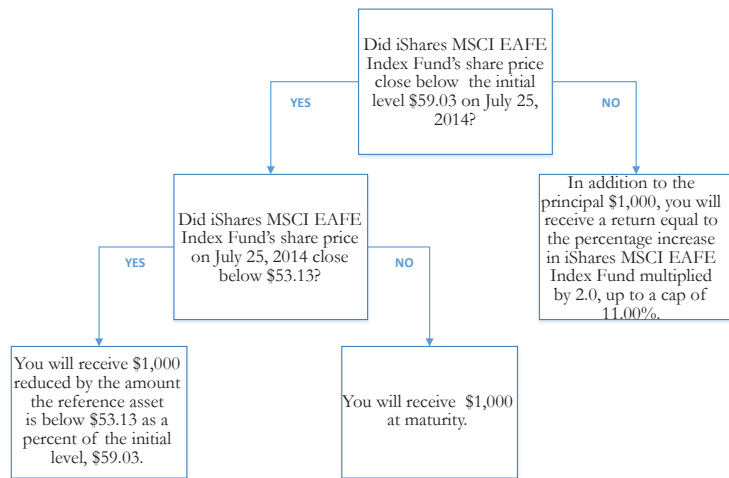 Did iShares MSCI EAFE
Index Fund's share price
close below the initial
level $59.03 on July 25,
2014?
YES
NO
Did iShares MSCI EAFE
Index Fund's share price
on July 25, 2014 close
below $53.13?
In addition to the
principal $1,000, you will
receive a return equal to
the percentage increase
in iShares MSCI EAFE
Index Fund multiplied
by 2.0, up to a cap of
11.00%.
YES
NO
You will receive $1,000
reduced by the amount
the reference asset
is below $53.13 as a
percent of the initial
level, $59.03.
You will receive $1,000
at maturity.